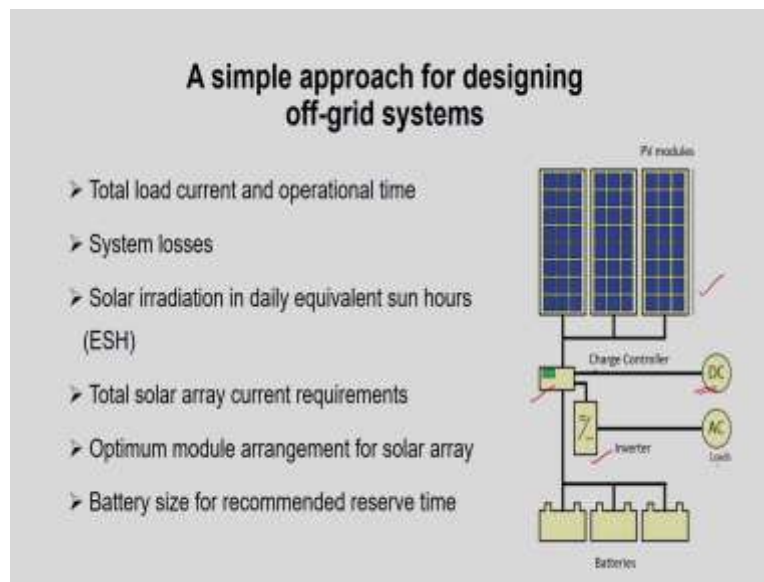 A simple approach for designing
off-grid systems
➢ Total load current and operational time
➢ System losses
➢ Solar irradiation in daily equivalent sun hours
(ESH)
➢ Total solar array current requirements
➢ Optimum module arrangement for solar array
➢ Battery size for recommended reserve time
PV modules
Charge Controller
DC
AC
Inverter
Loads
Batteries